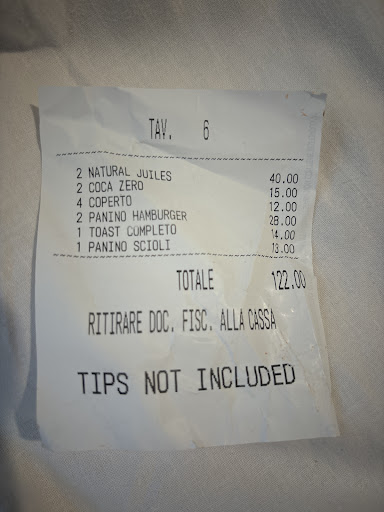 TAV. 6
2 NATURAL JUILES 40.00
2 COCA ZERO 15.00
4 COPERTO 12.00
2 PANINO HAMBURGER 28.00
1 TOAST COMPLETO 14.00
1 PANINO SCIOLI 13.00
TOTALE 122.00
RITIRARE DOC. FISC. ALLA CASSA
TIPS NOT INCLUDED